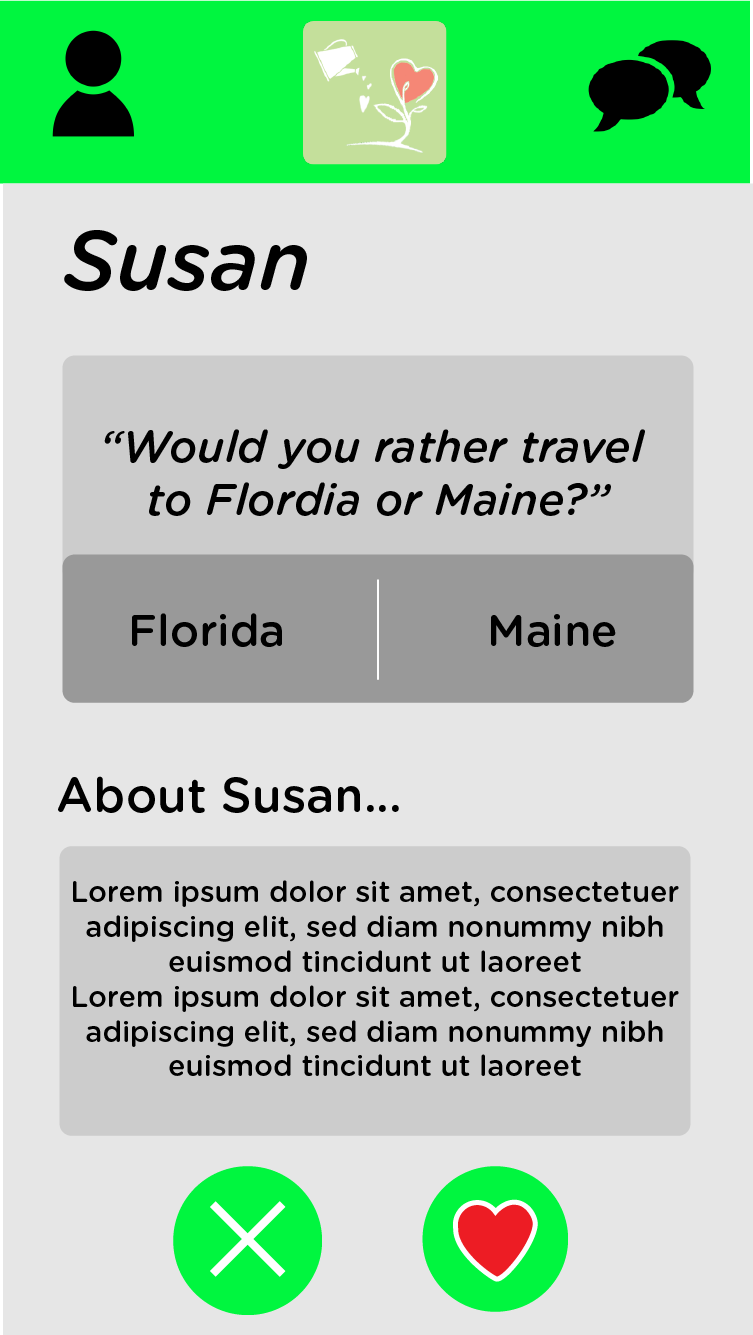 Susan
“Would you rather travel
to Flordia or Maine?”
Florida
Maine
About Susan...
Lorem ipsum dolor sit amet, consectetuer
adipiscing elit, sed diam nonummy nibh
euismod tincidunt ut laoreet
Lorem ipsum dolor sit amet, consectetuer
adipiscing elit, sed diam nonummy nibh
euismod tincidunt ut laoreet